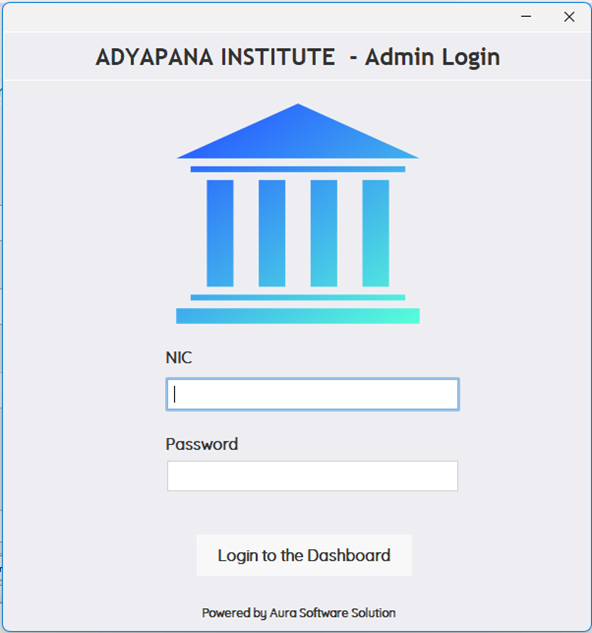 ADYAPANA INSTITUTE - Admin Login
NIC
Password
Login to the Dashboard
Powered by Aura Software Solution